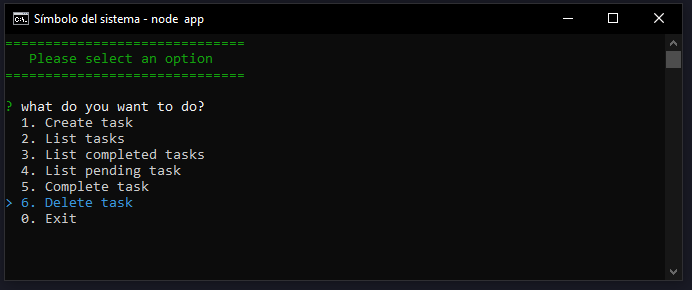 Símbolo del sistema - node app
==============================
Please select an option
==============================
? what do you want to do?
1. Create task
2. List tasks
3. List completed tasks
4. List pending task
5. Complete task
> 6. Delete task
0. Exit